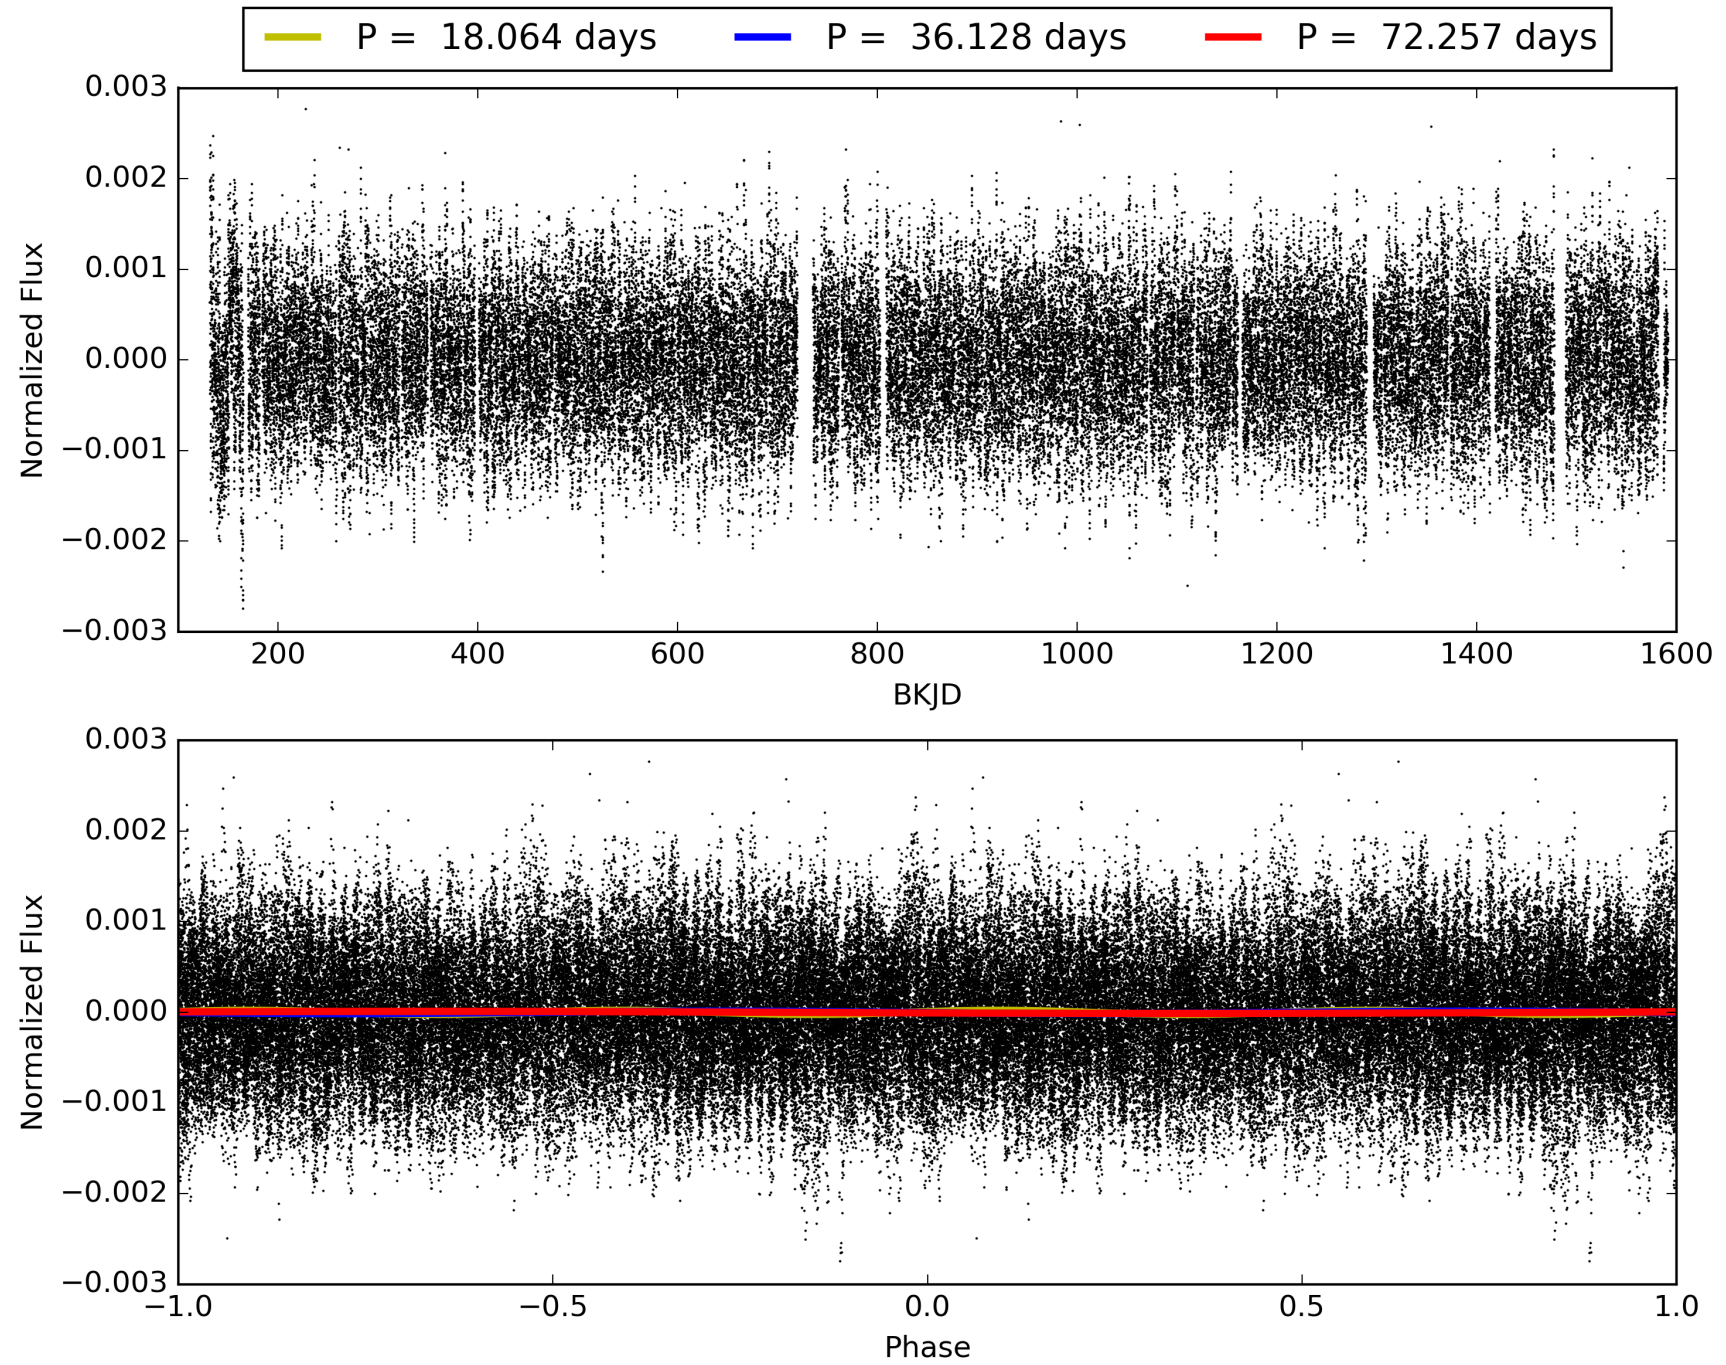 P = 18.064 days P = 36.128 days P = 72.257 days
0.003
0.002
0.001
0.000
−0.001
−0.002
−0.003
Normalized Flux
200 400 600 800 1000 1200 1400 1600
BKJD
0.003
0.002
0.001
0.000
−0.001
−0.002
−0.003
Normalized Flux
−1.0 −0.5 0.0 0.5 1.0
Phase